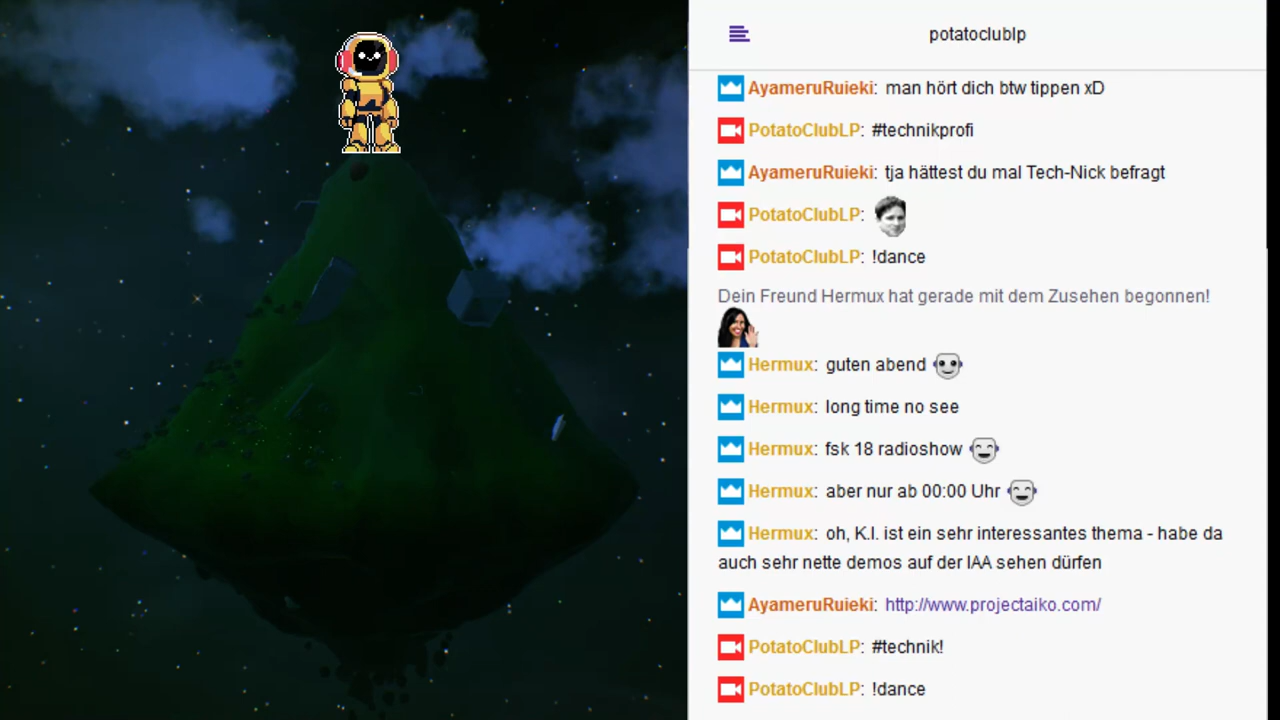 potatoclublp
AyameruRuieki: man hört dich btw tippen xD
PotatoClubLP: #technikprofi
AyameruRuieki: tja hättest du mal Tech-Nick befragt
PotatoClubLP:
PotatoClubLP: !dance
Dein Freund Hermux hat gerade mit dem Zusehen begonnen!
Hermux: guten abend
Hermux: long time no see
Hermux: fsk 18 radioshow
Hermux: aber nur ab 00:00 Uhr
Hermux: oh, K.I. ist ein sehr interessantes thema - habe da
auch sehr nette demos auf der IAA sehen dürfen
AyameruRuieki: http://www.projectaiko.com/
PotatoClubLP: #technik!
PotatoClubLP: !dance